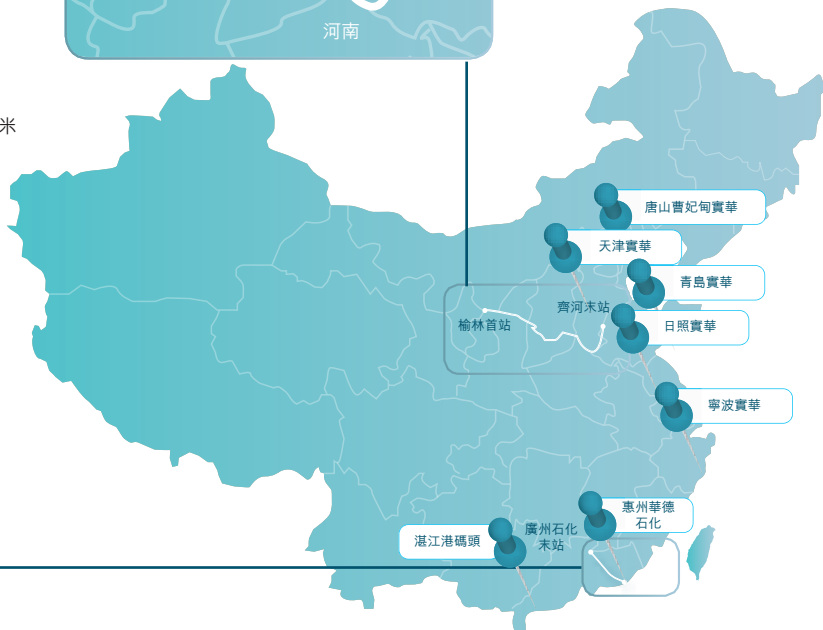 河南
米
唐山曹妃甸實華
天津實華
青島實華
齊河末站
日照實華
榆林首站
寧波實華
惠州華德
石化
廣州石化
末站
湛江港碼頭